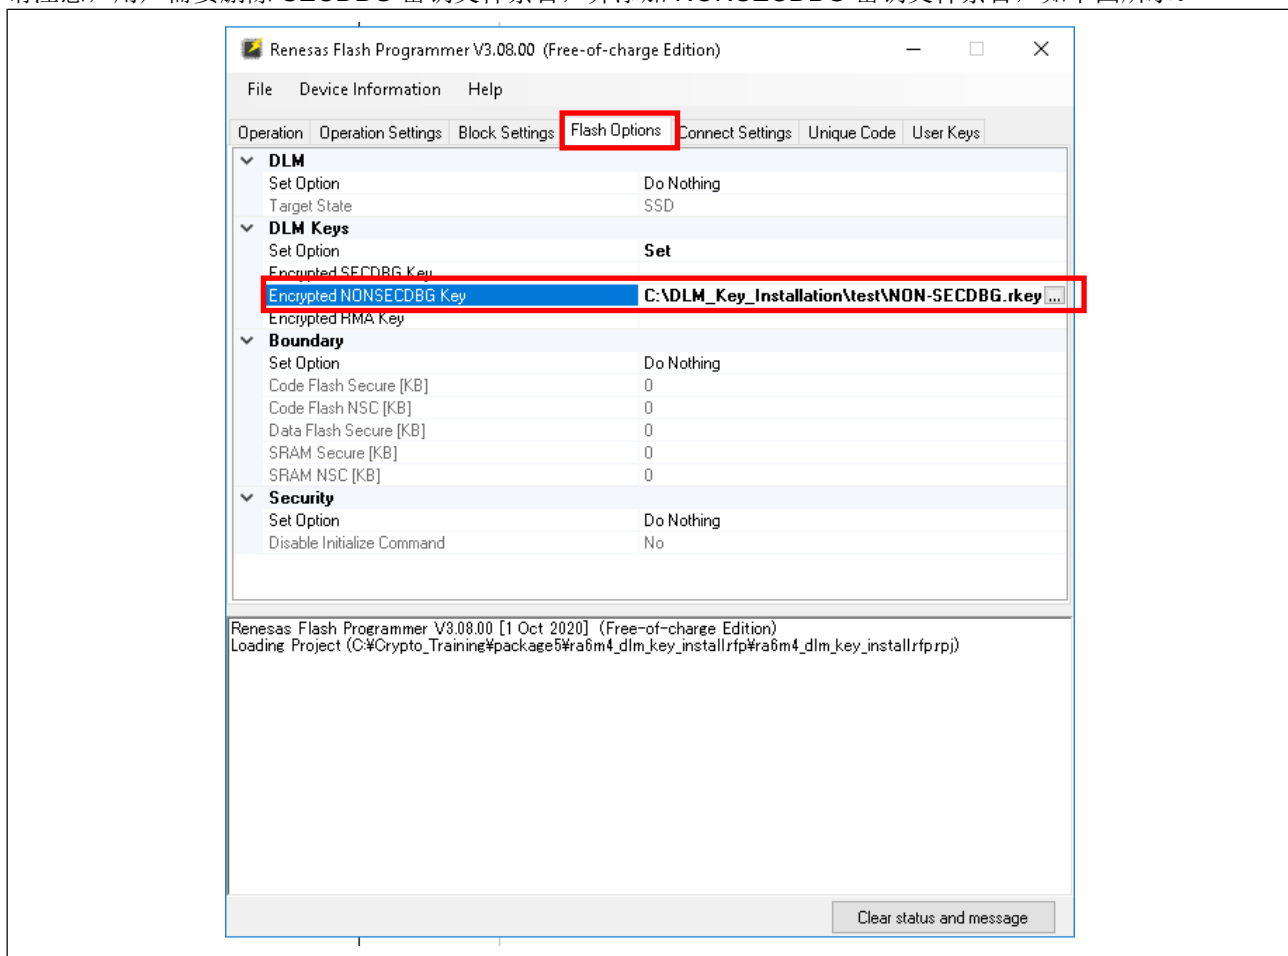 Renesas Flash Programmer V3.08.00 (Free-of-charge Edition)
File Device Information Help
Operation Operation Settings Block Settings Flash Options Connect Settings Unique Code User Keys
DLM
Set Option Do Nothing
Target State SSD
DLM Keys
Set Option Set
Encrypted SECDBG Key
Encrypted NONSECDBG Key C:\DLM_Key_Installation\test\NON-SECDBG.rkey ...
Encrypted RMA Key
Boundary
Set Option Do Nothing
Code Flash Secure [KB] 0
Code Flash NSC [KB] 0
Data Flash Secure [KB] 0
SRAM Secure [KB] 0
SRAM NSC [KB] 0
Security
Set Option Do Nothing
Disable Initialize Command No
Renesas Flash Programmer V3.08.00 [1 Oct 2020] (Free-of-charge Edition)
Loading Project (C:¥Crypto_Training¥package5¥ra6m4_dlm_key_install.rfp¥ra6m4_dlm_key_install.rfp.rpj)
Clear status and message